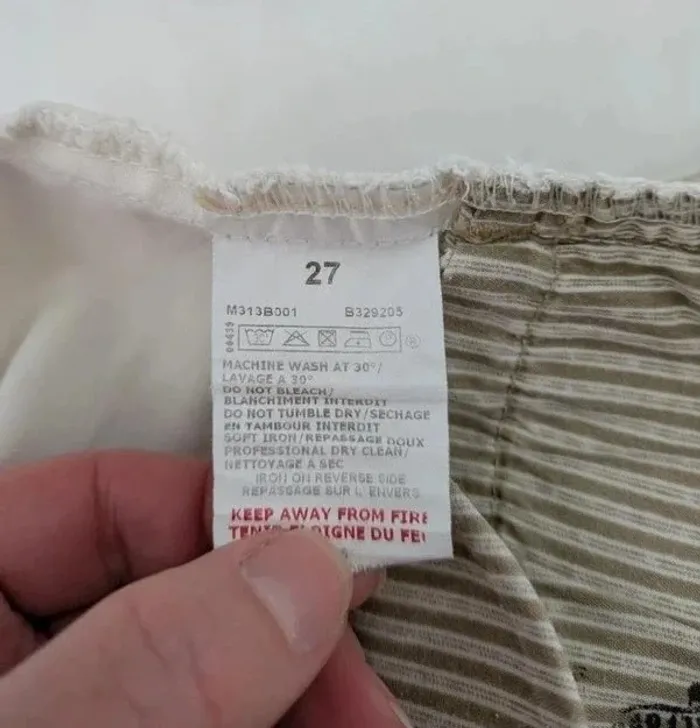 27
M313B001 B329205
MACHINE WASH AT 30°/
LAVAGE A 30°
DO NOT BLEACH/
BLANCHIMENT INTERDIT
DO NOT TUMBLE DRY/SECHAGE
EN TAMBOUR INTERDIT
SOFT IRON/REPASSAGE DOUX
PROFESSIONAL DRY CLEAN/
NETTOYAGE A SEC
IRON ON REVERSE SIDE
REPASSAGE SUR L'ENVERS
KEEP AWAY FROM FIRE
DU FEU